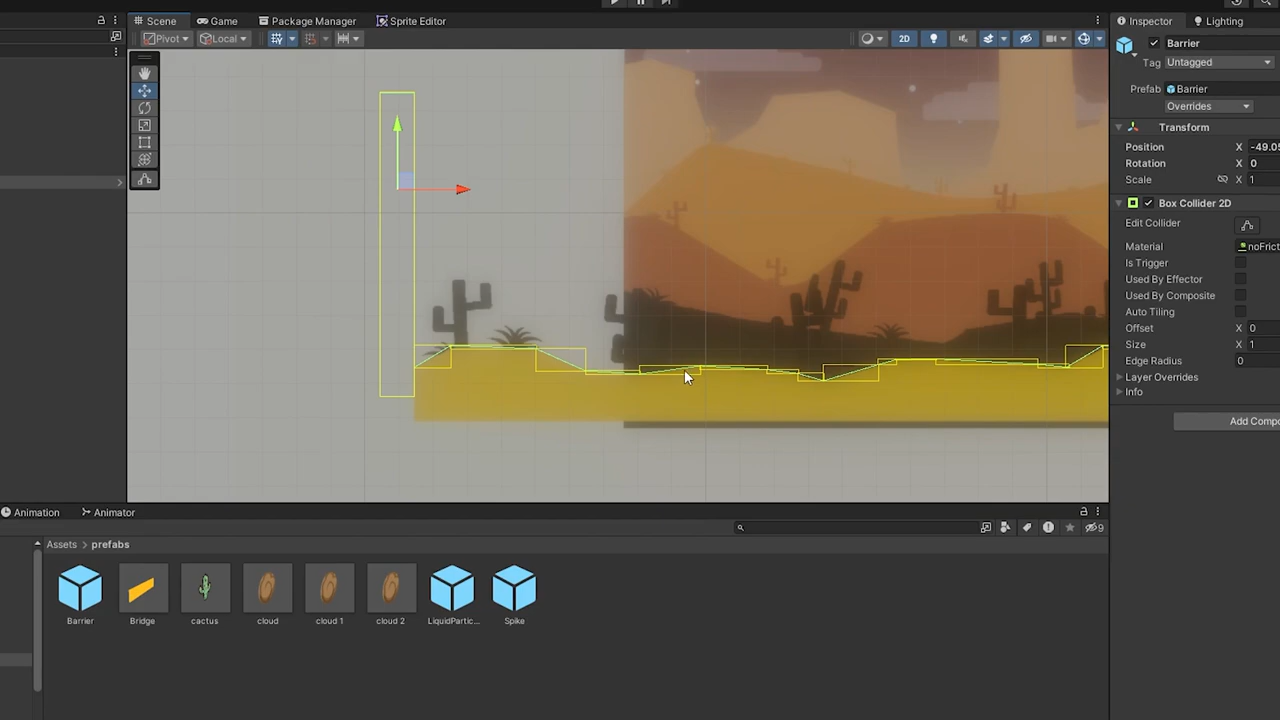 Scene Game Package Manager Sprite Editor
Inspector Lighting
Pivot Local 2D
Barrier
Tag Untagged
Prefab Barrier
Overrides
Transform
Position X -49.05
Rotation X 0
Scale X 1
Box Collider 2D
Edit Collider
Material noFrict
Is Trigger
Used By Effector
Used By Composite
Auto Tiling
Offset X 0
Size X 1
Edge Radius 0
Layer Overrides
Info
Add Compo
Animation Animator
9
Assets > prefabs
Barrier Bridge cactus cloud cloud 1 cloud 2 LiquidPartic... Spike